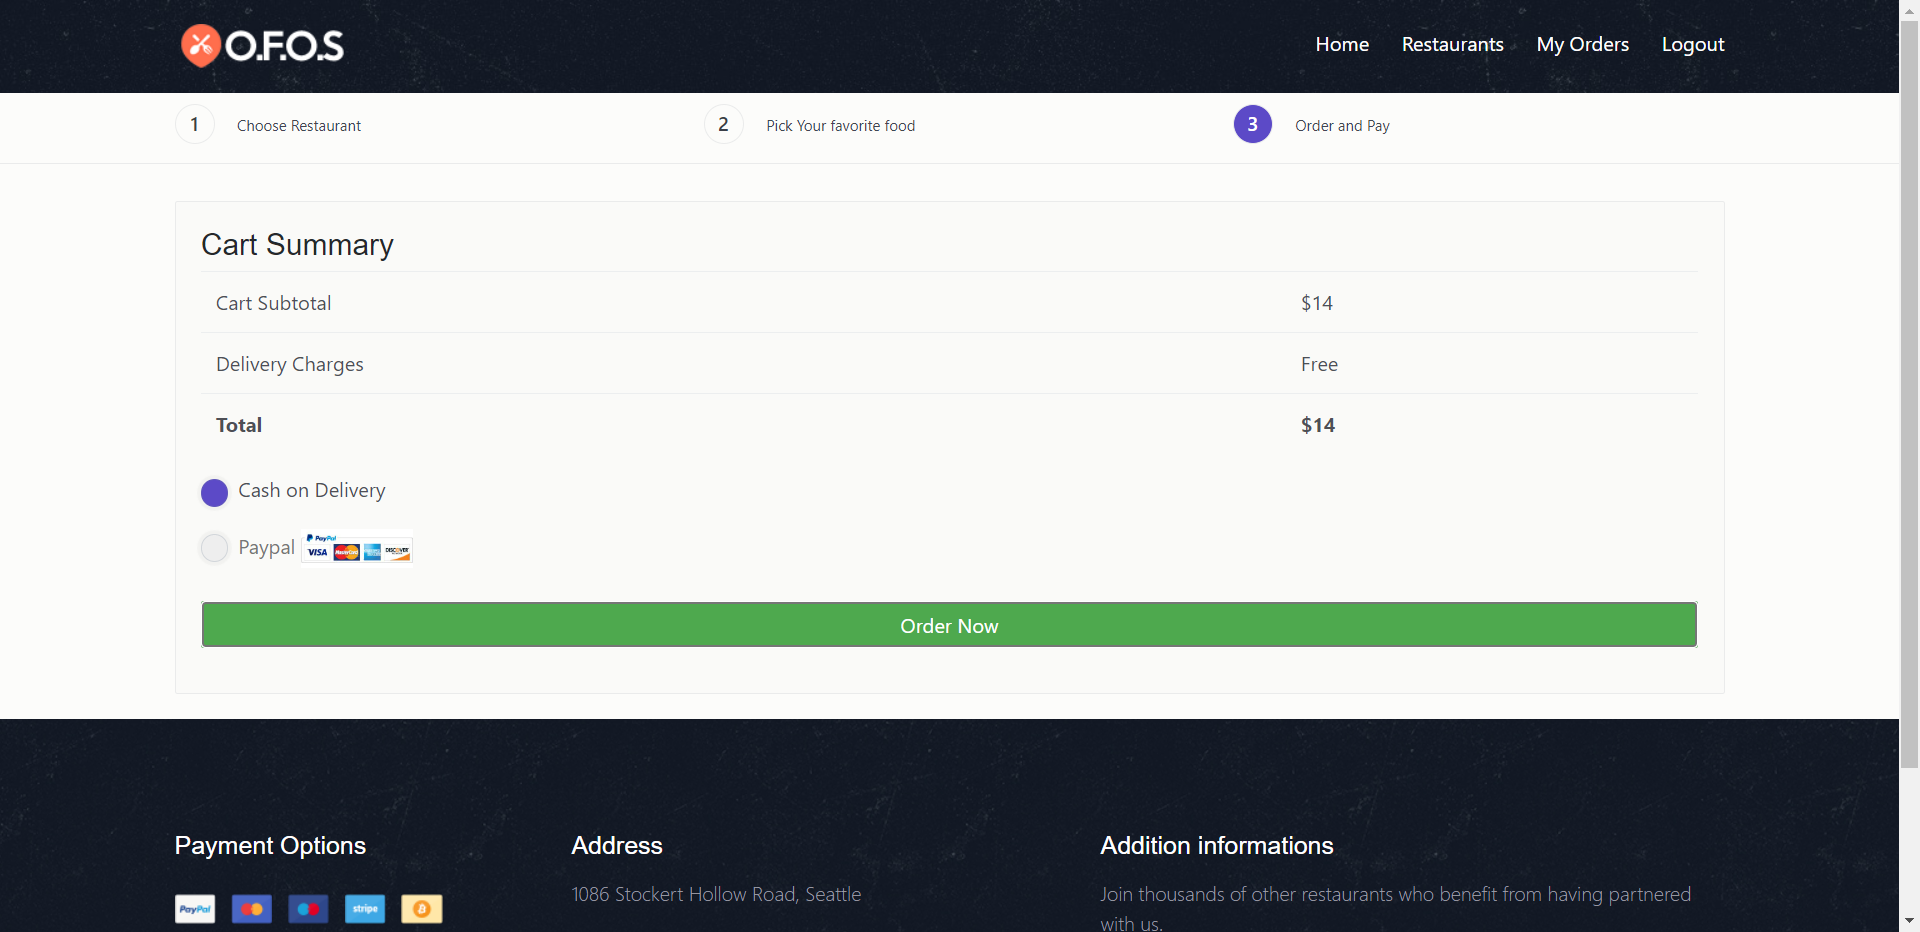 O.F.O.S
Home Restaurants My Orders Logout
1 Choose Restaurant 2 Pick Your favorite food 3 Order and Pay
Cart Summary
Cart Subtotal $14
Delivery Charges Free
Total $14
Cash on Delivery
Paypal
PayPal
VISA MasterCard DISCOVER
Order Now
Payment Options Address Addition informations
PayPal stripe
1086 Stockert Hollow Road, Seattle
Join thousands of other restaurants who benefit from having partnered
with us.